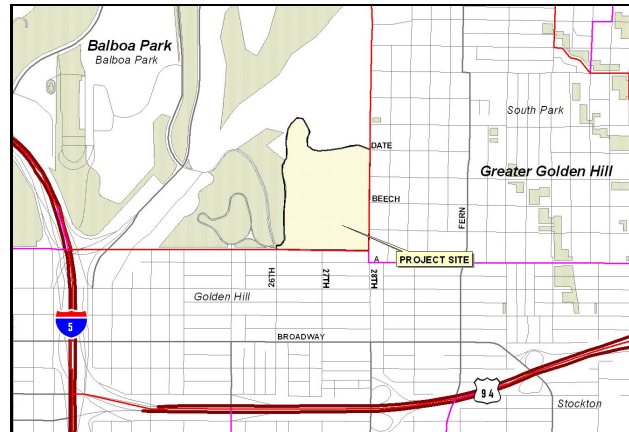 Balboa Park
Balboa Park
South Park
DATE
Greater Golden Hill
BEECH
FERN
PROJECT SITE
A
26TH
27TH
28TH
Golden Hill
5
BROADWAY
94
Stockton